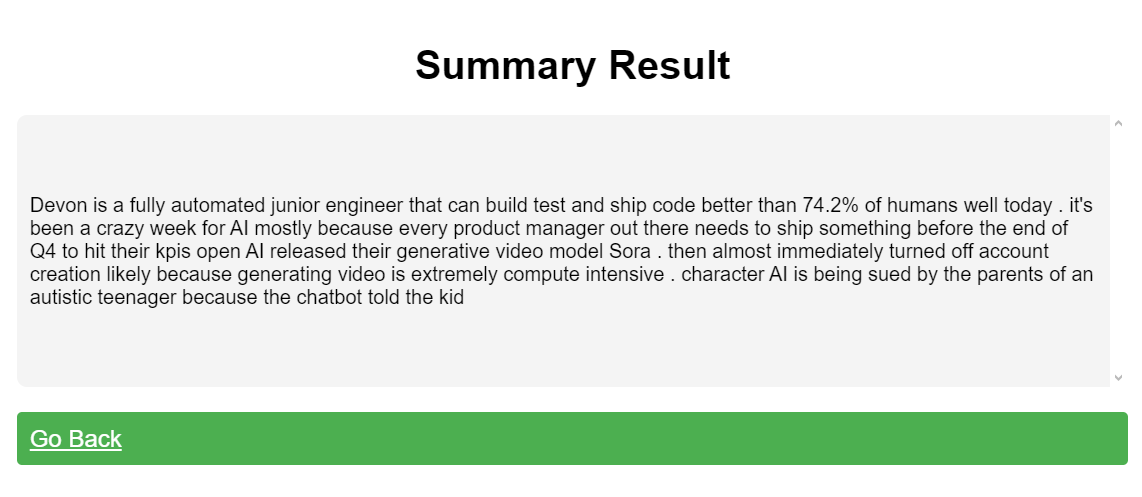 Summary Result
Devon is a fully automated junior engineer that can build test and ship code better than 74.2% of humans well today . it's
been a crazy week for AI mostly because every product manager out there needs to ship something before the end of
Q4 to hit their kpis open AI released their generative video model Sora . then almost immediately turned off account
creation likely because generating video is extremely compute intensive . character AI is being sued by the parents of an
autistic teenager because the chatbot told the kid
Go Back